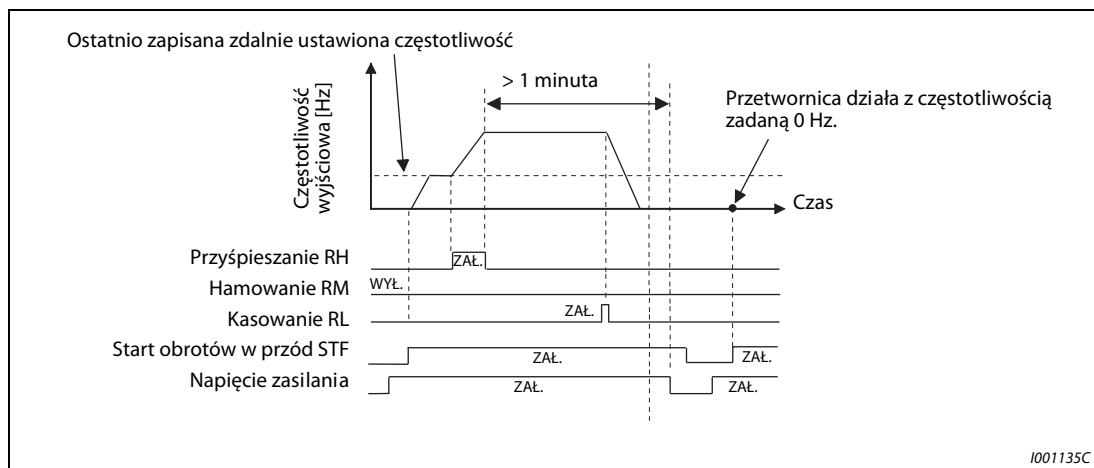 Ostatnio zapisana zdalnie ustawiona częstotliwość
> 1 minuta
Przetwornica działa z częstotliwością
zadaną 0 Hz.
Częstotliwość
wyjściowa [Hz]
Czas
Przyśpieszanie RH
ZAŁ.
Hamowanie RM
WYŁ.
Kasowanie RL
ZAŁ.
Start obrotów w przód STF
ZAŁ.
ZAŁ.
Napięcie zasilania
ZAŁ.
ZAŁ.
I001135C